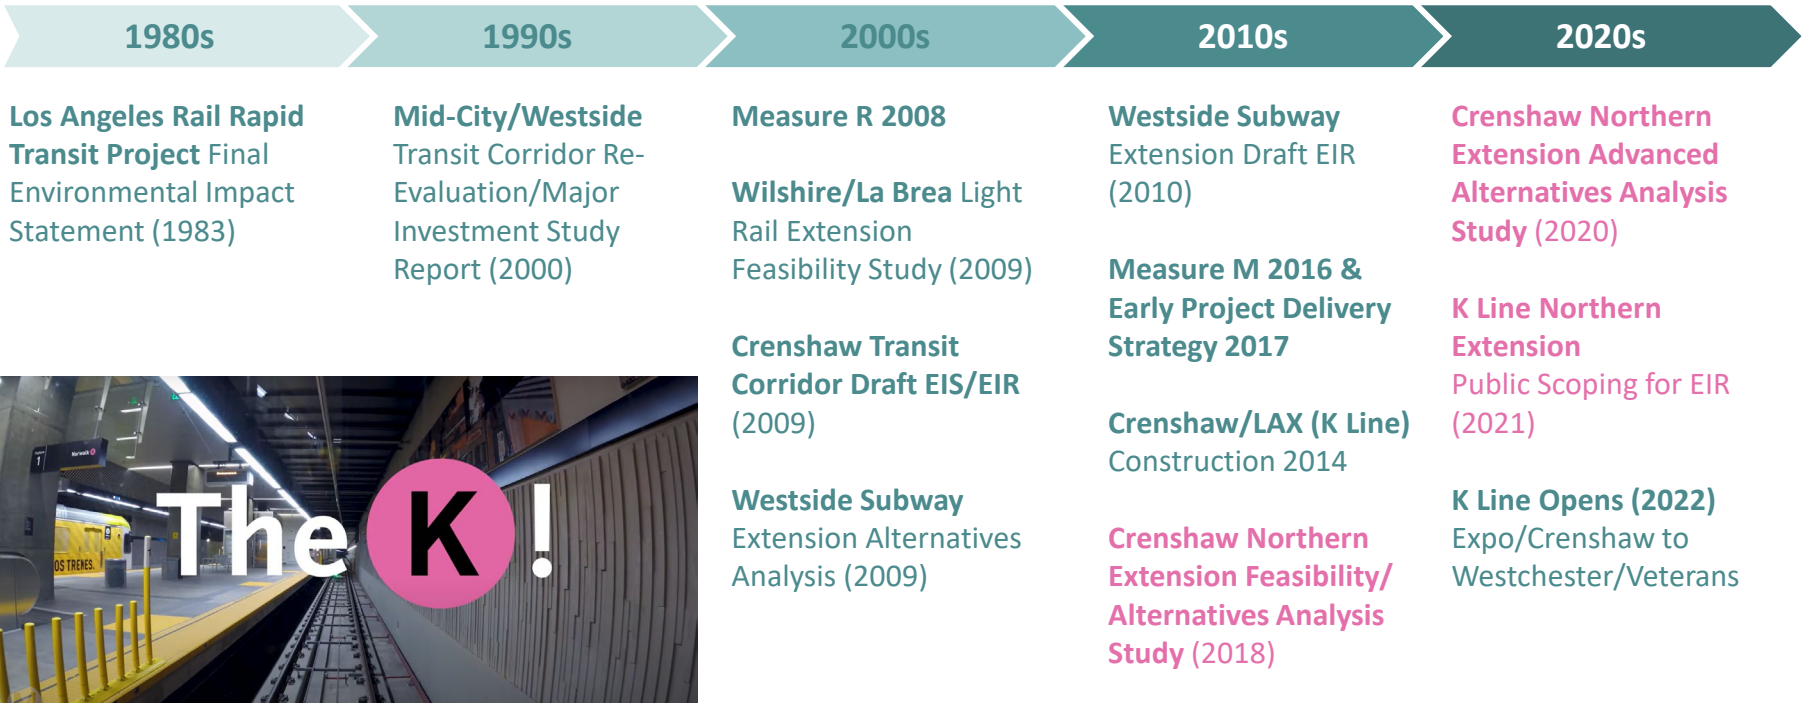 1980s
1990s
2000s
2010s
2020s
Los Angeles Rail Rapid
Transit Project Final
Environmental Impact
Statement (1983)
Mid-City/Westside
Transit Corridor Re-
Evaluation/Major
Investment Study
Report (2000)
Measure R 2008
Wilshire/La Brea Light
Rail Extension
Feasibility Study (2009)
Crenshaw Transit
Corridor Draft EIS/EIR
(2009)
Westside Subway
Extension Alternatives
Analysis (2009)
Westside Subway
Extension Draft EIR
(2010)
Measure M 2016 &
Early Project Delivery
Strategy 2017
Crenshaw/LAX (K Line)
Construction 2014
Crenshaw Northern
Extension Feasibility/
Alternatives Analysis
Study (2018)
Crenshaw Northern
Extension Advanced
Alternatives Analysis
Study (2020)
K Line Northern
Extension
Public Scoping for EIR
(2021)
K Line Opens (2022)
Expo/Crenshaw to
Westchester/Veterans
1
Norwalk
OS TRENES.
The K!